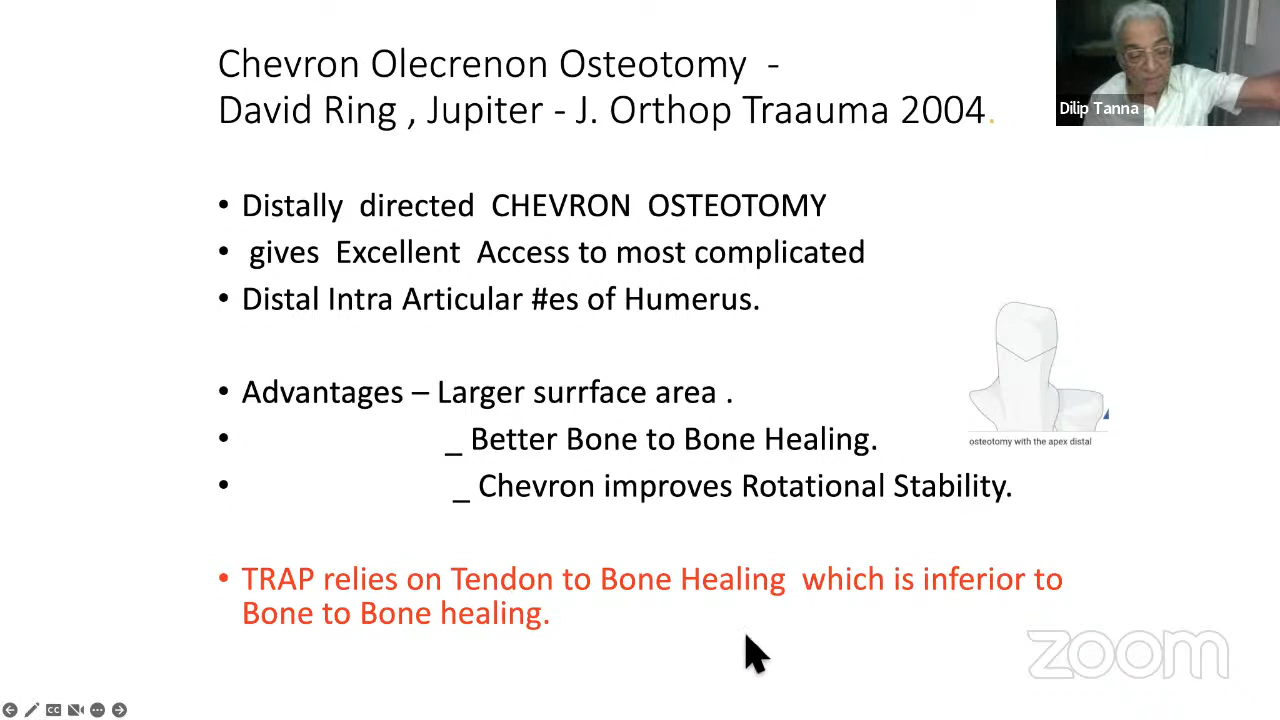 Chevron Olecrenon Osteotomy -
David Ring , Jupiter - J. Orthop Traauma 2004.
Dilip Tanna
• Distally directed CHEVRON OSTEOTOMY
• gives Excellent Access to most complicated
• Distal Intra Articular #es of Humerus.
• Advantages – Larger surrface area .
• _ Better Bone to Bone Healing.
osteotomy with the apex distal
• _ Chevron improves Rotational Stability.
• TRAP relies on Tendon to Bone Healing which is inferior to
Bone to Bone healing.
zoom
CC